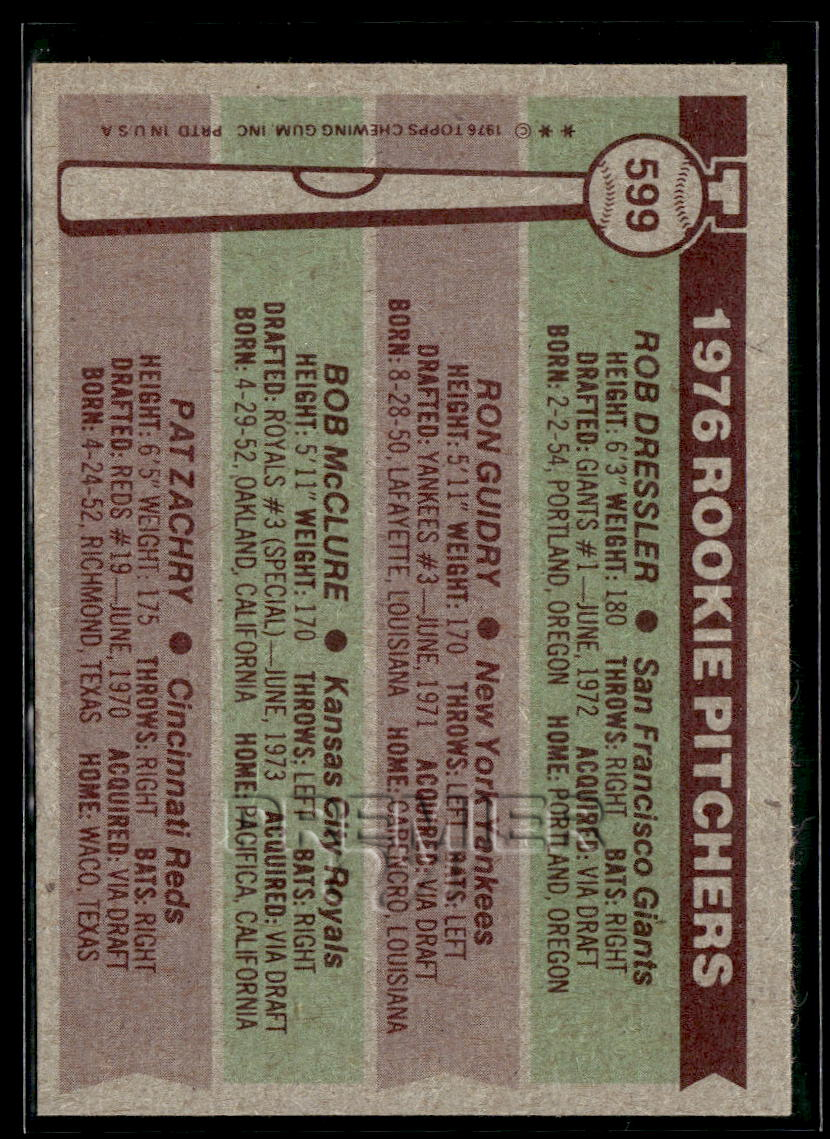 599
1976 ROOKIE PITCHERS
ROB DRESSLER ● San Francisco Giants
HEIGHT: 6'3" WEIGHT: 180 THROWS: RIGHT BATS: RIGHT
DRAFTED: GIANTS #1—JUNE, 1972 ACQUIRED: VIA DRAFT
BORN: 2-2-54, PORTLAND, OREGON HOME: PORTLAND, OREGON
RON GUIDRY ● New York Yankees
HEIGHT: 5'11" WEIGHT: 170 THROWS: LEFT BATS: LEFT
DRAFTED: YANKEES #3—JUNE, 1971 ACQUIRED: VIA DRAFT
BORN: 8-28-50, LAFAYETTE, LOUISIANA HOME: CARENCRO, LOUISIANA
BOB McCLURE ● Kansas City Royals
HEIGHT: 5'11" WEIGHT: 170 THROWS: LEFT BATS: RIGHT
DRAFTED: ROYALS #3 (SPECIAL)—JUNE, 1973 ACQUIRED: VIA DRAFT
BORN: 4-29-52, OAKLAND, CALIFORNIA HOME: PACIFICA, CALIFORNIA
PAT ZACHRY ● Cincinnati Reds
HEIGHT: 6'5" WEIGHT: 175 THROWS: RIGHT BATS: RIGHT
DRAFTED: REDS #19—JUNE, 1970 ACQUIRED: VIA DRAFT
BORN: 4-24-52, RICHMOND, TEXAS HOME: WACO, TEXAS
** © 1976 TOPPS CHEWING GUM, INC. PRTD. IN U.S.A.
PREMIER